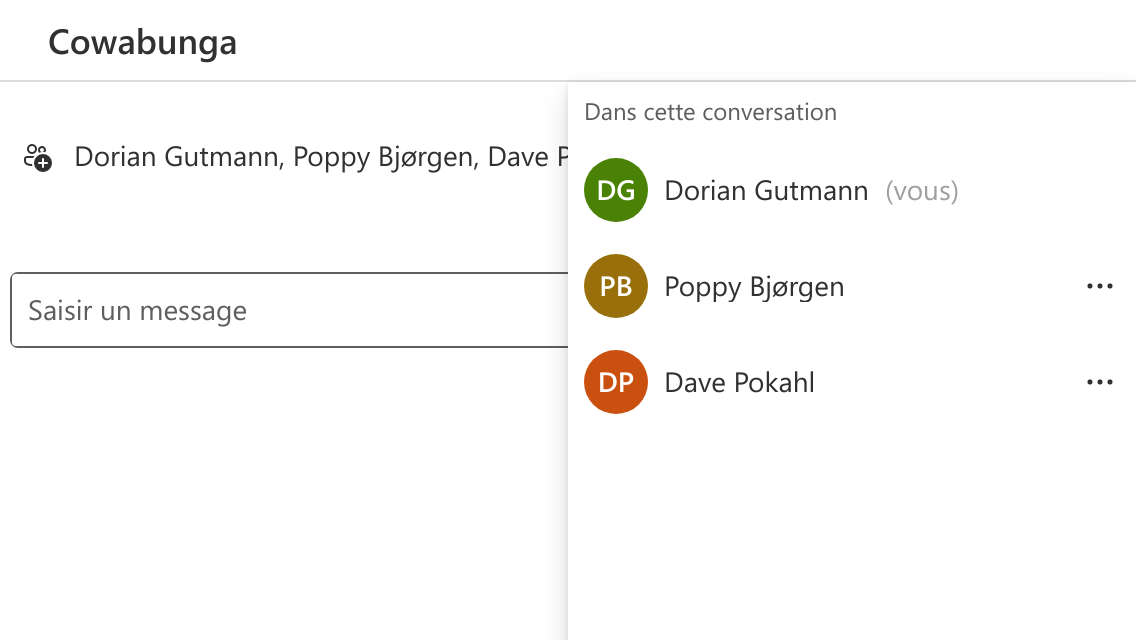 Cowabunga
Dorian Gutmann, Poppy Bjørgen, Dave P
Saisir un message
Dans cette conversation
DG Dorian Gutmann (vous)
PB Poppy Bjørgen
DP Dave Pokahl